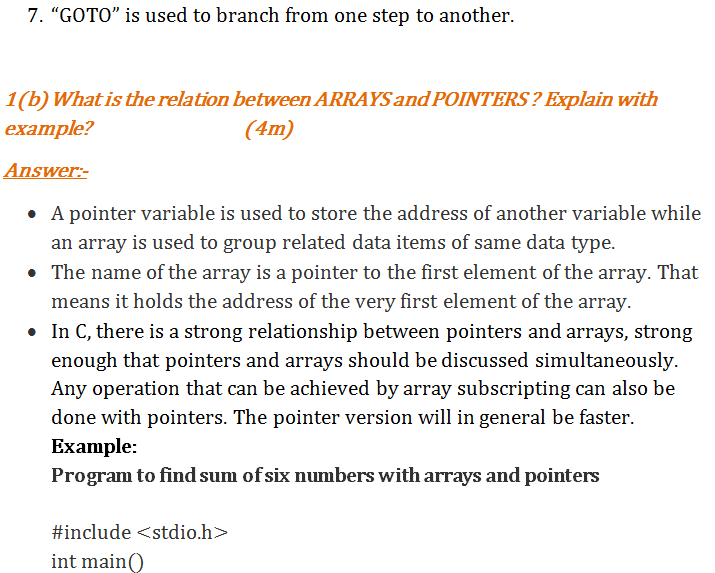 7. “GOTO” is used to branch from one step to another.
1(b) What is the relation between ARRAYS and POINTERS? Explain with
example? (4m)
Answer:-
• A pointer variable is used to store the address of another variable while
an array is used to group related data items of same data type.
• The name of the array is a pointer to the first element of the array. That
means it holds the address of the very first element of the array.
• In C, there is a strong relationship between pointers and arrays, strong
enough that pointers and arrays should be discussed simultaneously.
Any operation that can be achieved by array subscripting can also be
done with pointers. The pointer version will in general be faster.
Example:
Program to find sum of six numbers with arrays and pointers
#include <stdio.h>
int main()